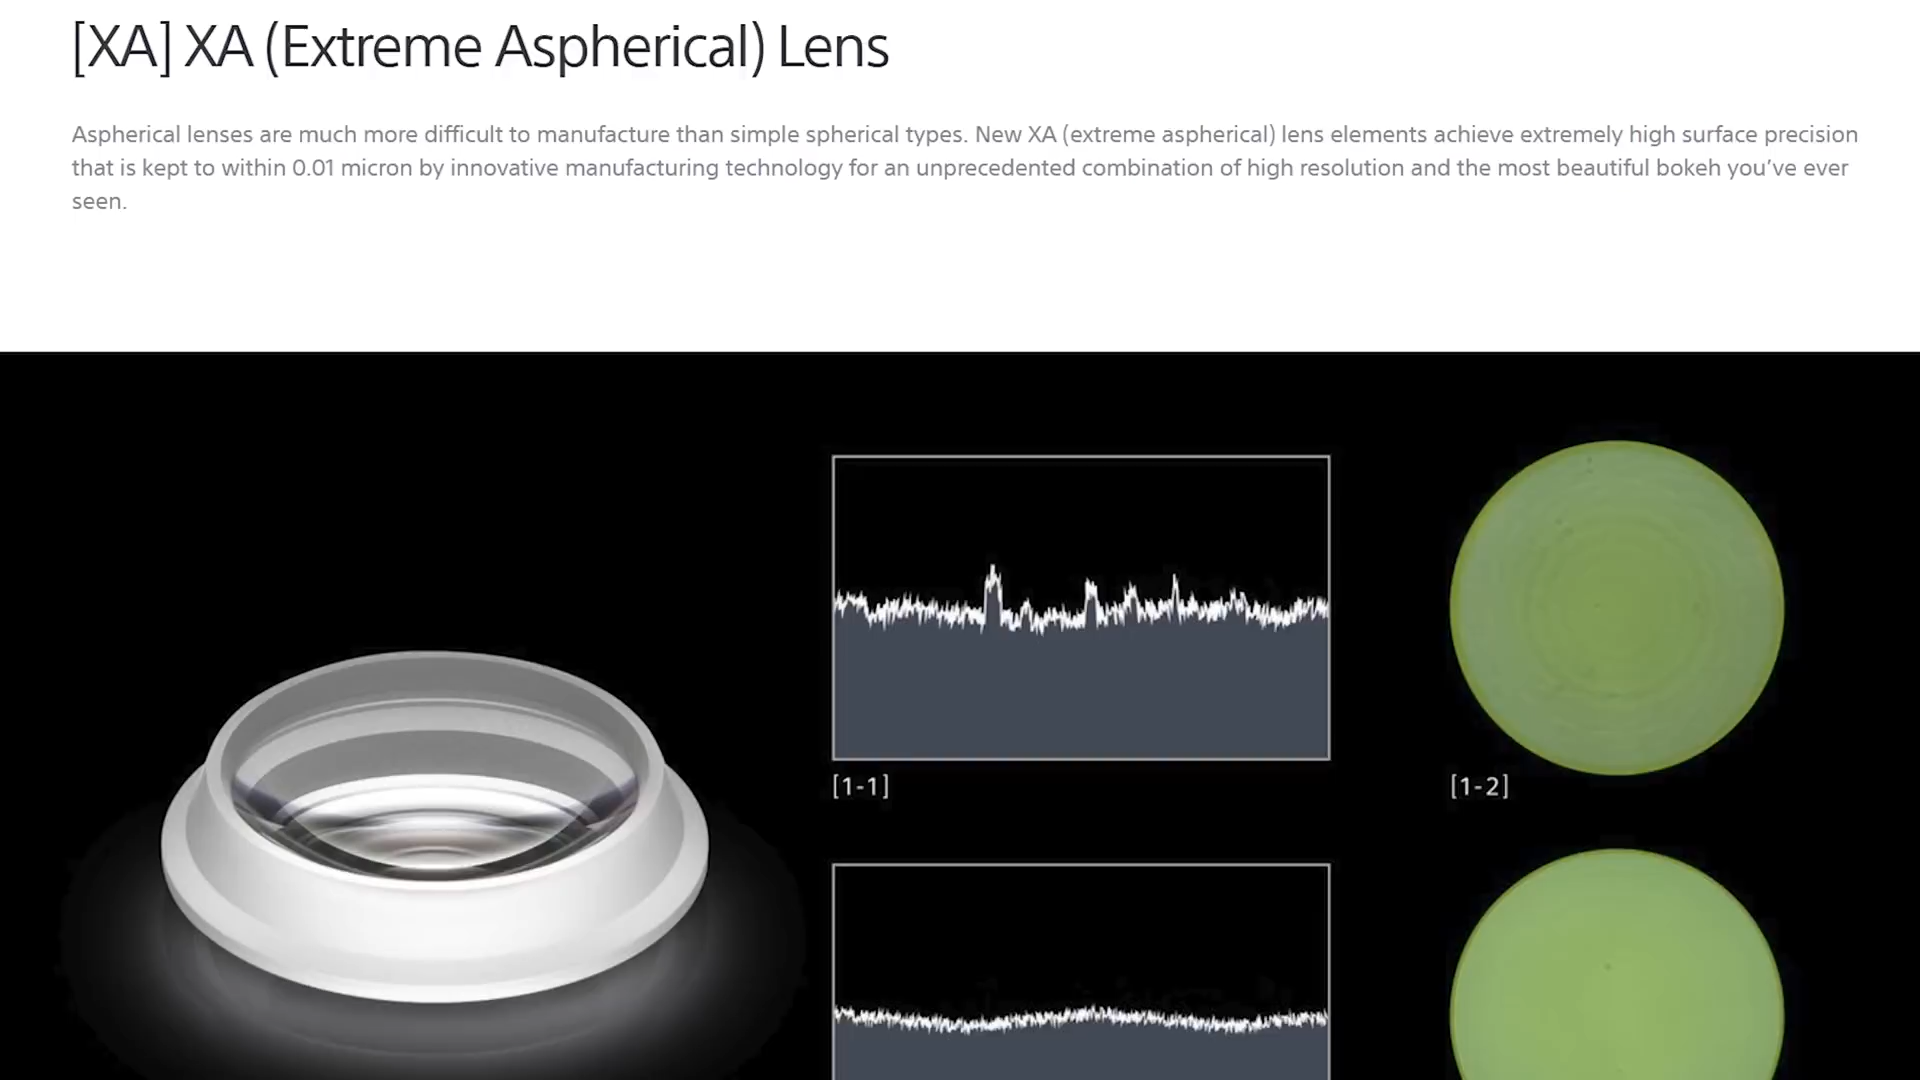 [XA] XA (Extreme Aspherical) Lens
Aspherical lenses are much more difficult to manufacture than simple spherical types. New XA (extreme aspherical) lens elements achieve extremely high surface precision
that is kept to within 0.01 micron by innovative manufacturing technology for an unprecedented combination of high resolution and the most beautiful bokeh you’ve ever
seen.
[1-1]
[1-2]